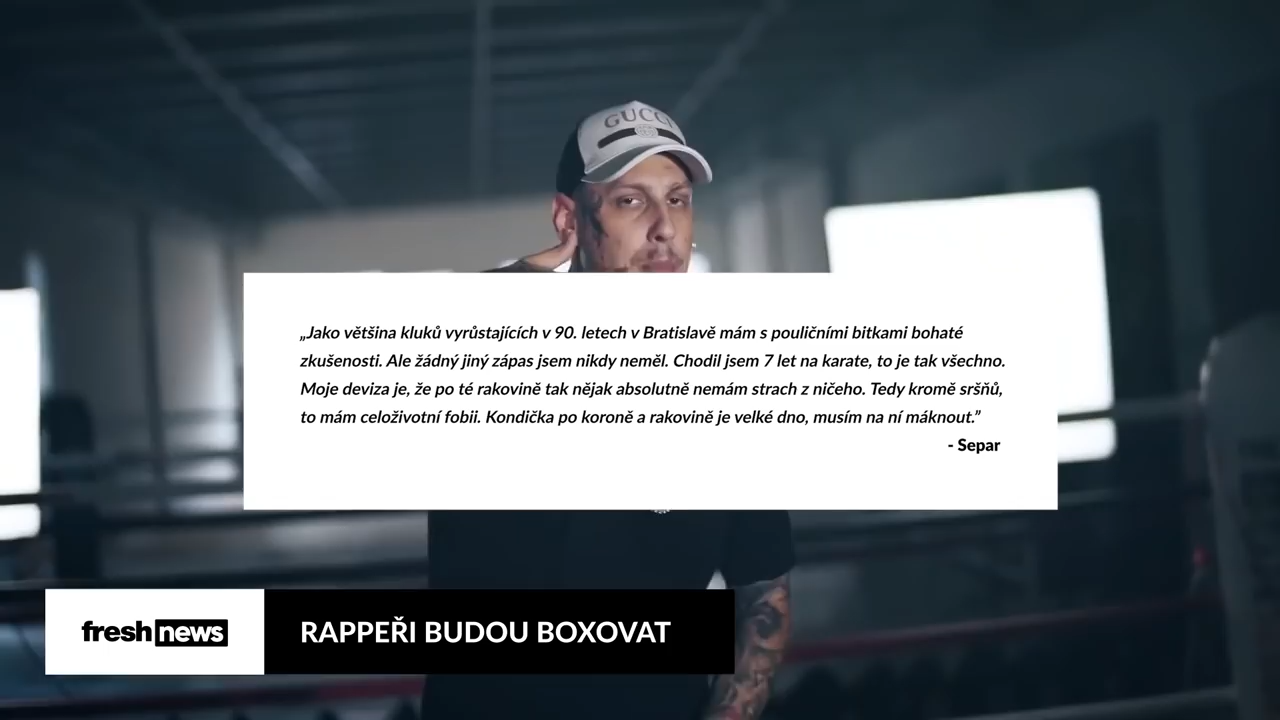 GUCCI
„Jako většina kluků vyrůstajících v 90. letech v Bratislavě mám s pouličními bitkami bohaté
zkušenosti. Ale žádný jiný zápas jsem nikdy neměl. Chodil jsem 7 let na karate, to je tak všechno.
Moje deviza je, že po té rakovině tak nějak absolutně nemám strach z ničeho. Tedy kromě sršňů,
to mám celoživotní fobii. Kondička po koroně a rakovině je velké dno, musím na ní máknout.”
- Separ
fresh news
RAPPEŘI BUDOU BOXOVAT